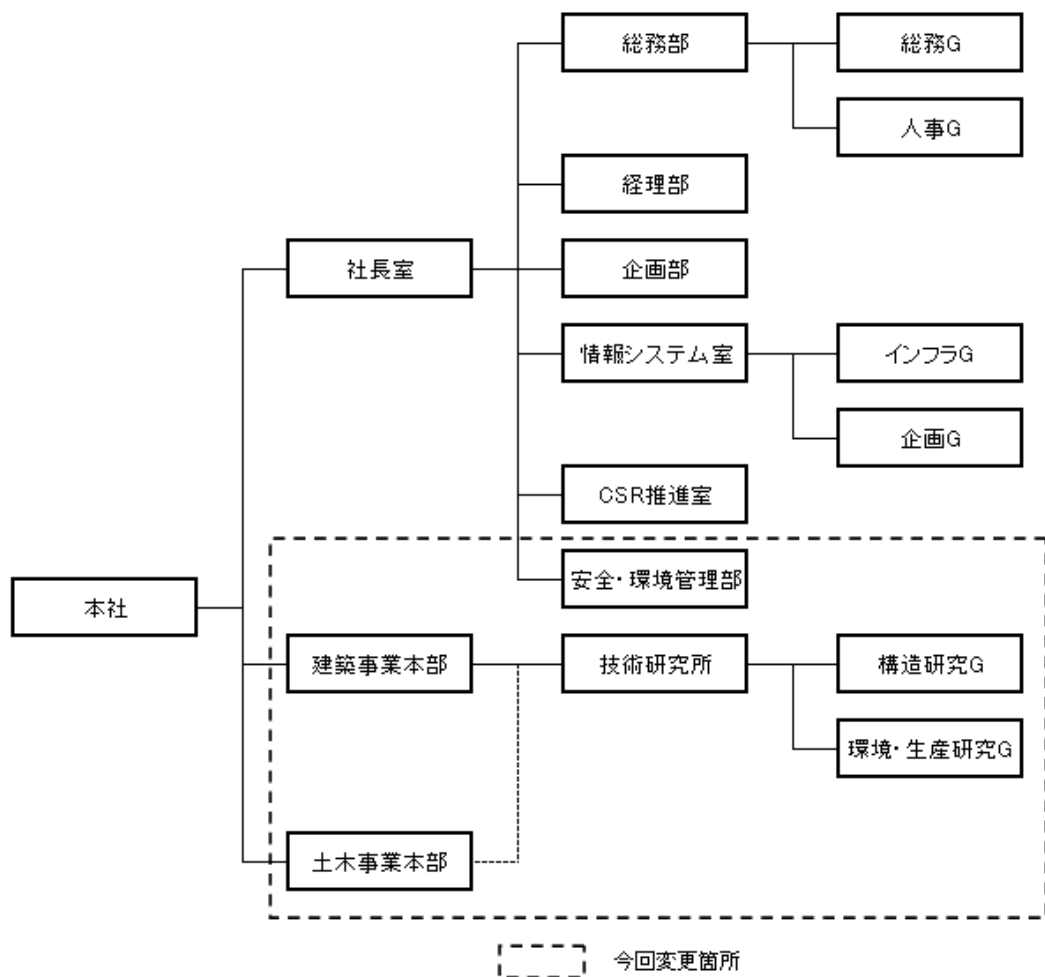 総務部
総務G
人事G
経理部
社長室
企画部
情報システム室
インフラG
企画G
CSR推進室
安全・環境管理部
本社
建築事業本部
技術研究所
構造研究G
環境・生産研究G
土木事業本部
今回変更箇所